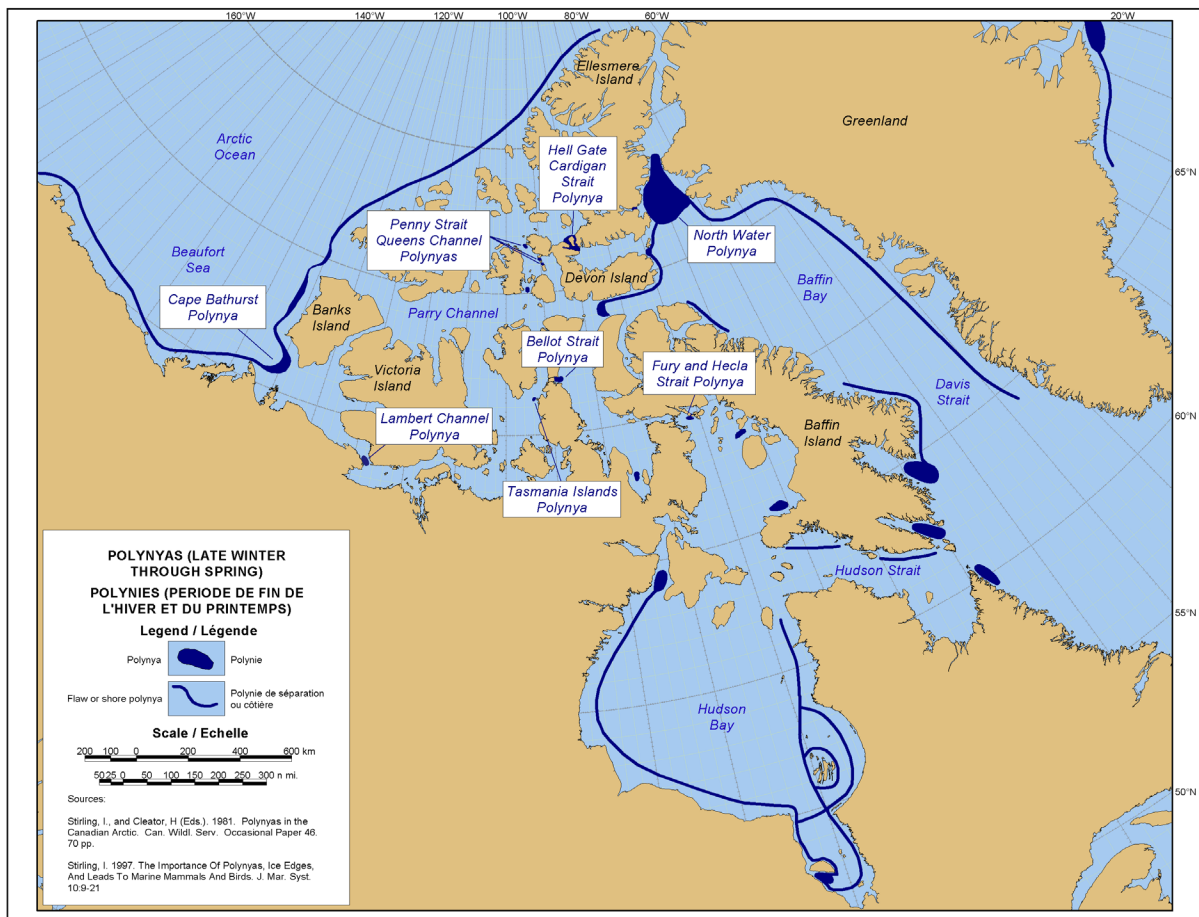 160°W
140°W
120°W
100°W
80°W
60°W
20°W
Ellesmere
Island
Greenland
Arctic
Ocean
Hell Gate
Cardigan
Strait
Polynya
65°N
Penny Strait
Queens Channel
Polynyas
North Water
Polynya
Beaufort
Sea
Devon Island
Baffin
Bay
Cape Bathurst
Polynya
Banks
Island
Parry Channel
Bellot Strait
Polynya
Victoria
Island
Fury and Hecla
Strait Polynya
Davis
Strait
60°N
Lambert Channel
Polynya
Baffin
Island
Tasmania Islands
Polynya
Hudson Strait
55°N
Hudson
Bay
50°N
POLYNYAS (LATE WINTER
THROUGH SPRING)
POLYNIES (PERIODE DE FIN DE
L'HIVER ET DU PRINTEMPS)
Legend / Légende
Polynya
Polynie
Flaw or shore polynya
Polynie de séparation
ou côtière
Scale / Echelle
200 100 0 200 400 600 km
50 25 0 50 100 150 200 250 300 n mi.
Sources:
Stirling, I., and Cleator, H (Eds.). 1981. Polynyas in the
Canadian Arctic. Can. Wildl. Serv. Occasional Paper 46.
70 pp.
Stirling, I. 1997. The Importance Of Polynyas, Ice Edges,
And Leads To Marine Mammals And Birds. J. Mar. Syst.
10:9-21